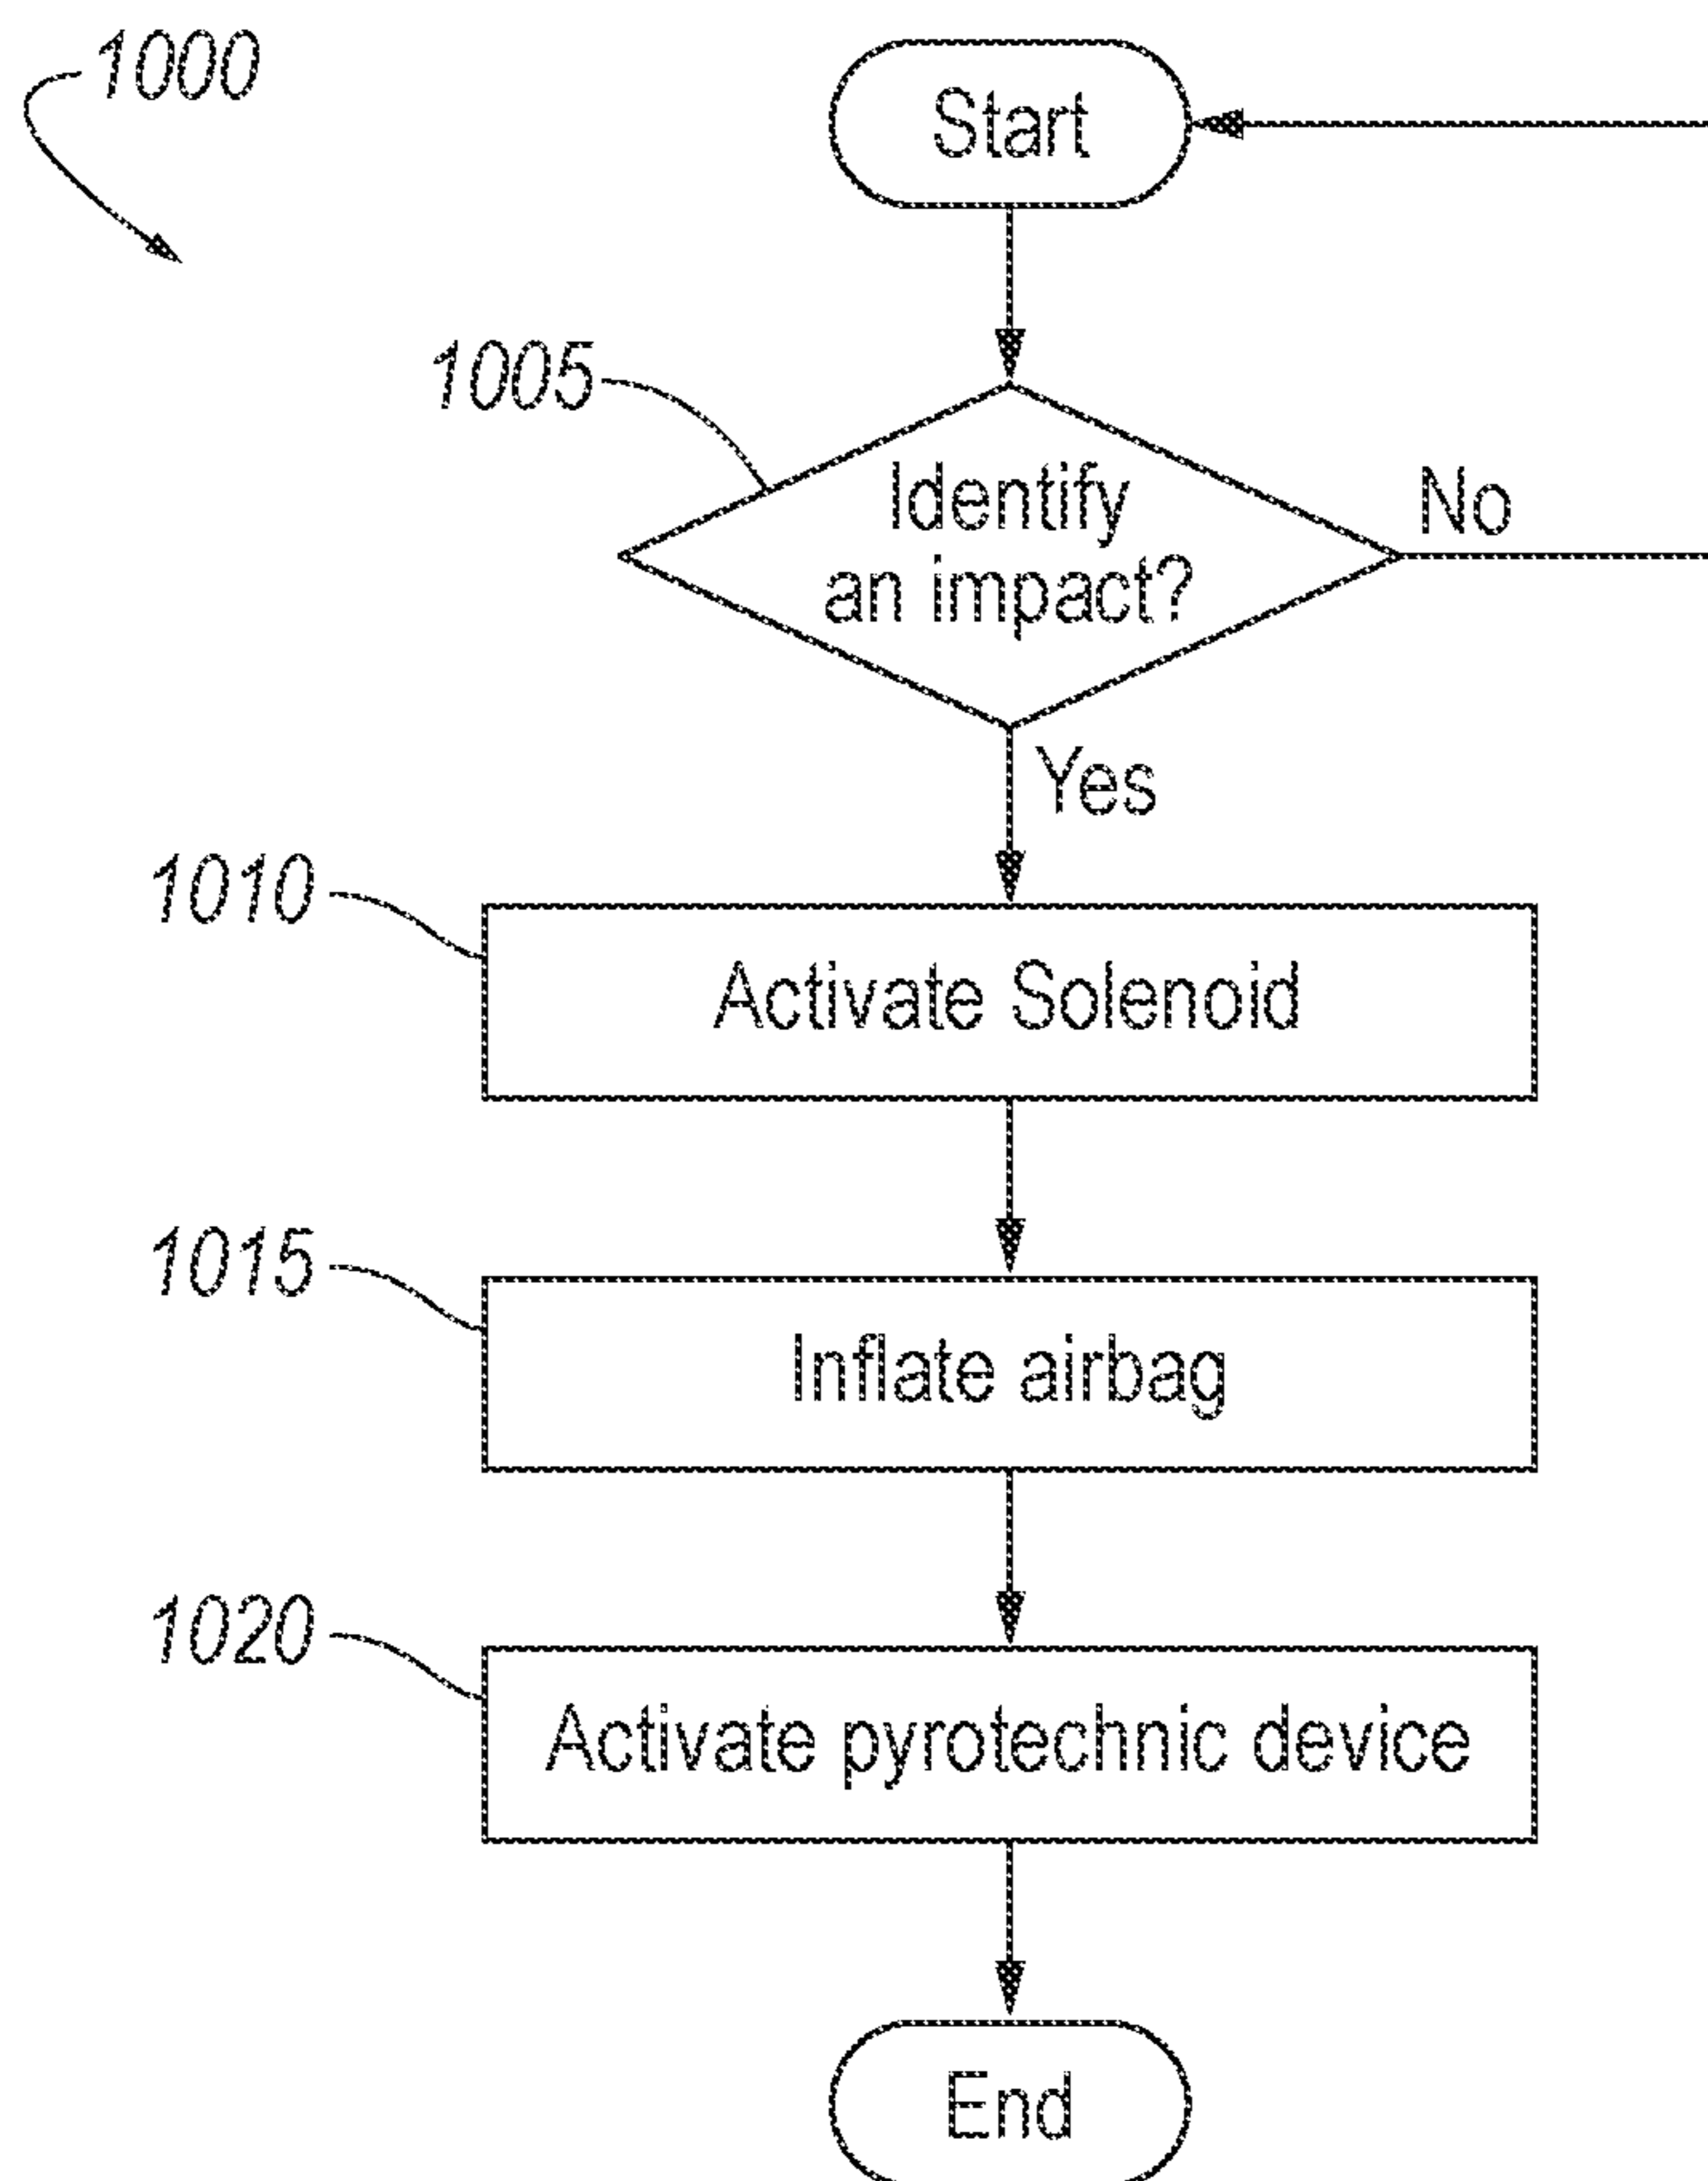 1000
Start
1005
Identify
an impact?
No
Yes
1010
Activate Solenoid
1015
Inflate airbag
1020
Activate pyrotechnic device
End